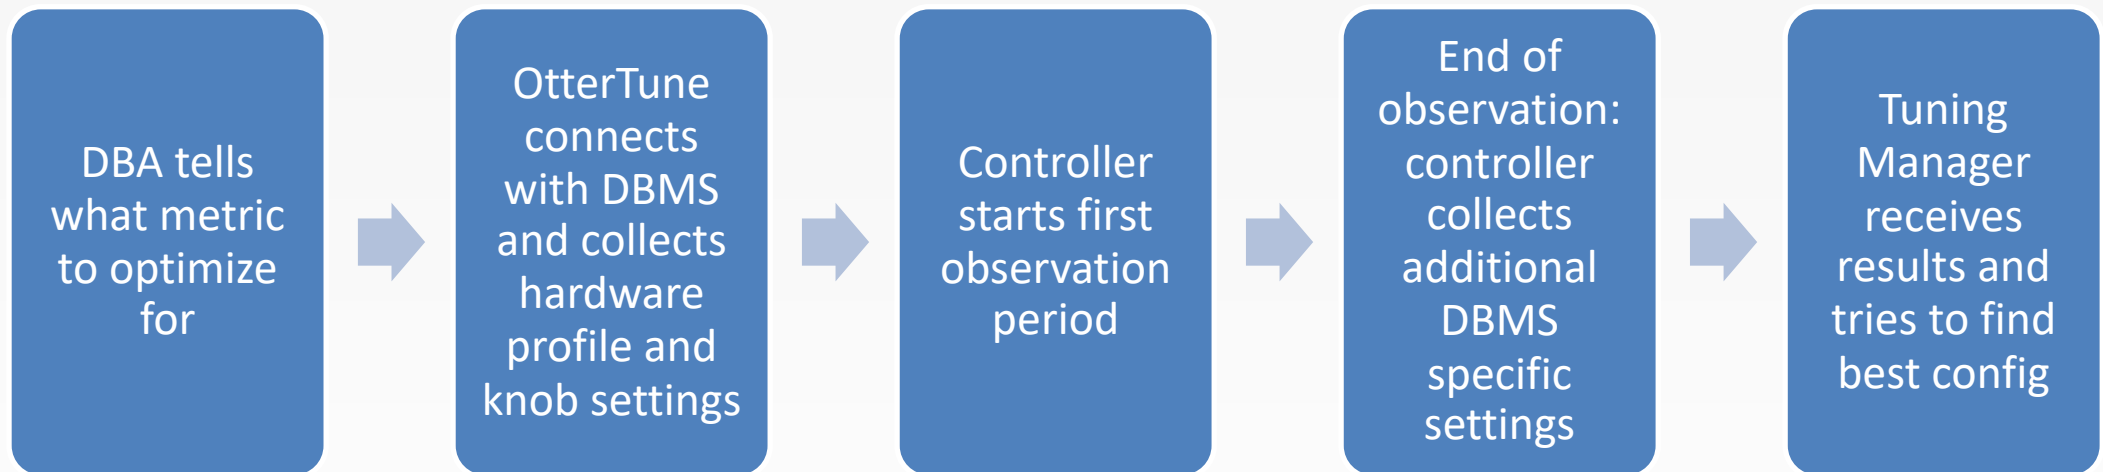 DBA tells
what metric
to optimize
for
OtterTune
connects
with DBMS
and collects
hardware
profile and
knob settings
Controller
starts first
observation
period
End of
observation:
controller
collects
additional
DBMS
specific
settings
Tuning
Manager
receives
results and
tries to find
best config